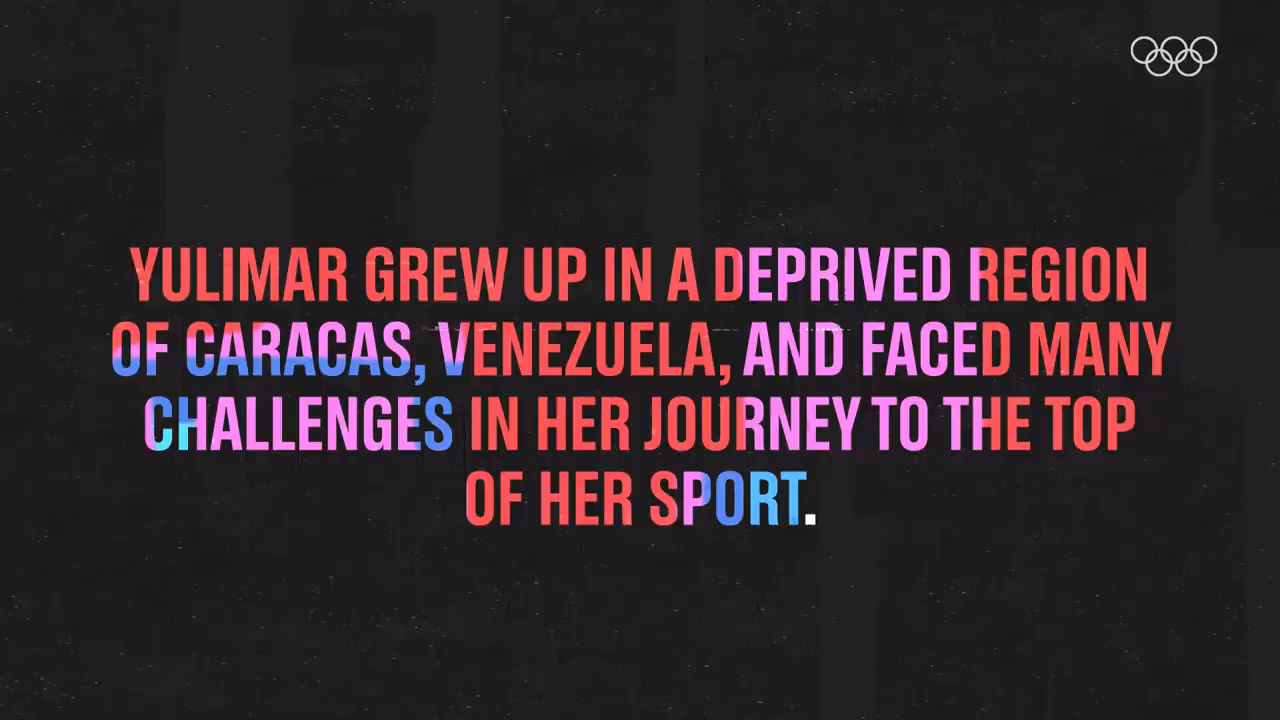 YULIMAR GREW UP IN A DEPRIVED REGION
OF CARACAS, VENEZUELA, AND FACED MANY
CHALLENGES IN HER JOURNEY TO THE TOP
OF HER SPORT.